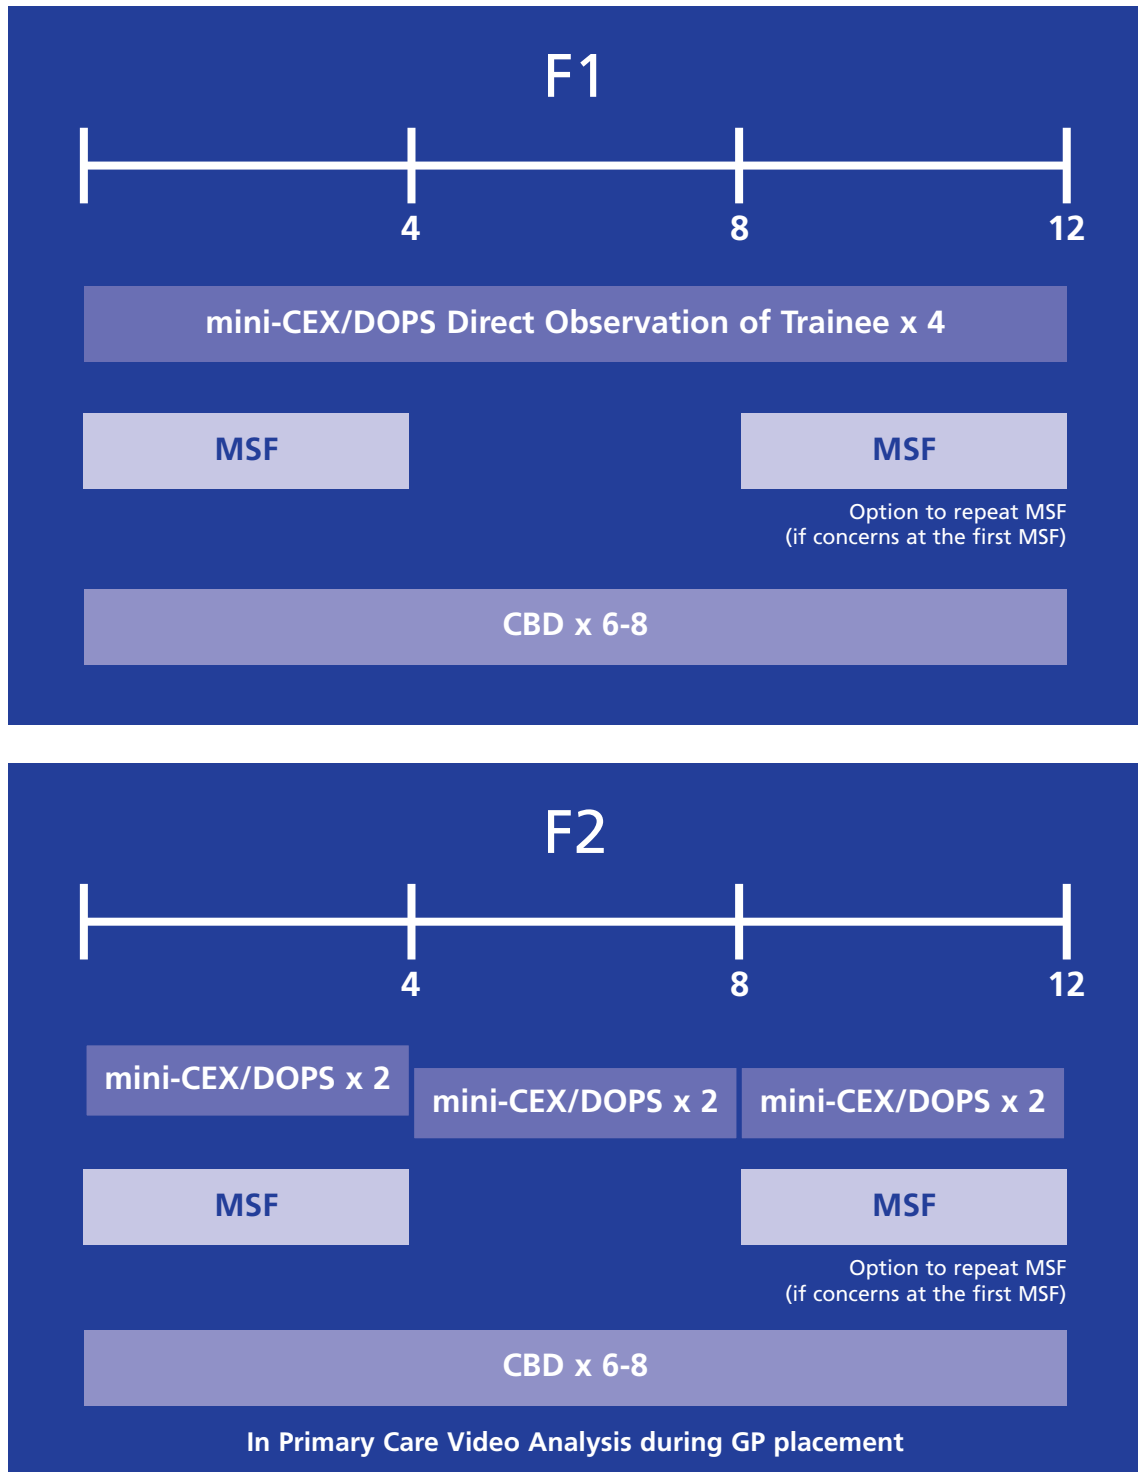 F1
4
8
12
mini-CEX/DOPS Direct Observation of Trainee x 4
MSF
MSF
Option to repeat MSF
(if concerns at the first MSF)
CBD x 6-8
F2
4
8
12
mini-CEX/DOPS x 2
mini-CEX/DOPS x 2
mini-CEX/DOPS x 2
MSF
MSF
Option to repeat MSF
(if concerns at the first MSF)
CBD x 6-8
In Primary Care Video Analysis during GP placement